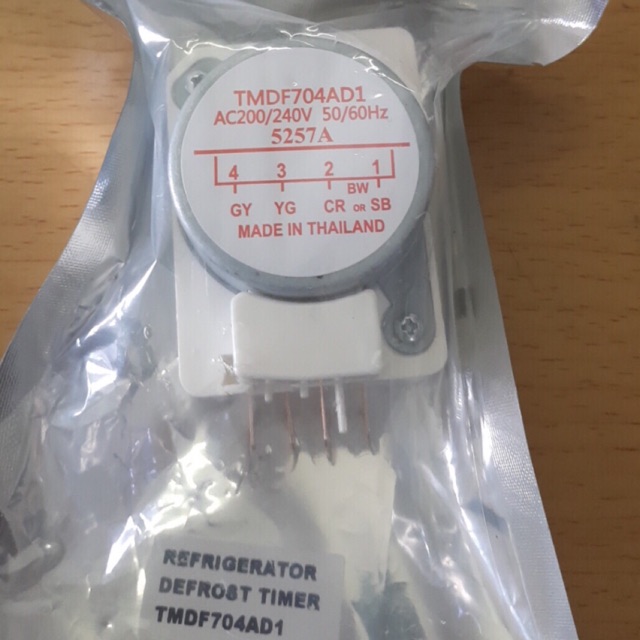 TMDF704AD1
AC200/240V 50/60Hz
5257A
4 3 2 1
BW
GY YG CR OR SB
MADE IN THAILAND
REFRIGERATOR
DEFROST TIMER
TMDF704AD1